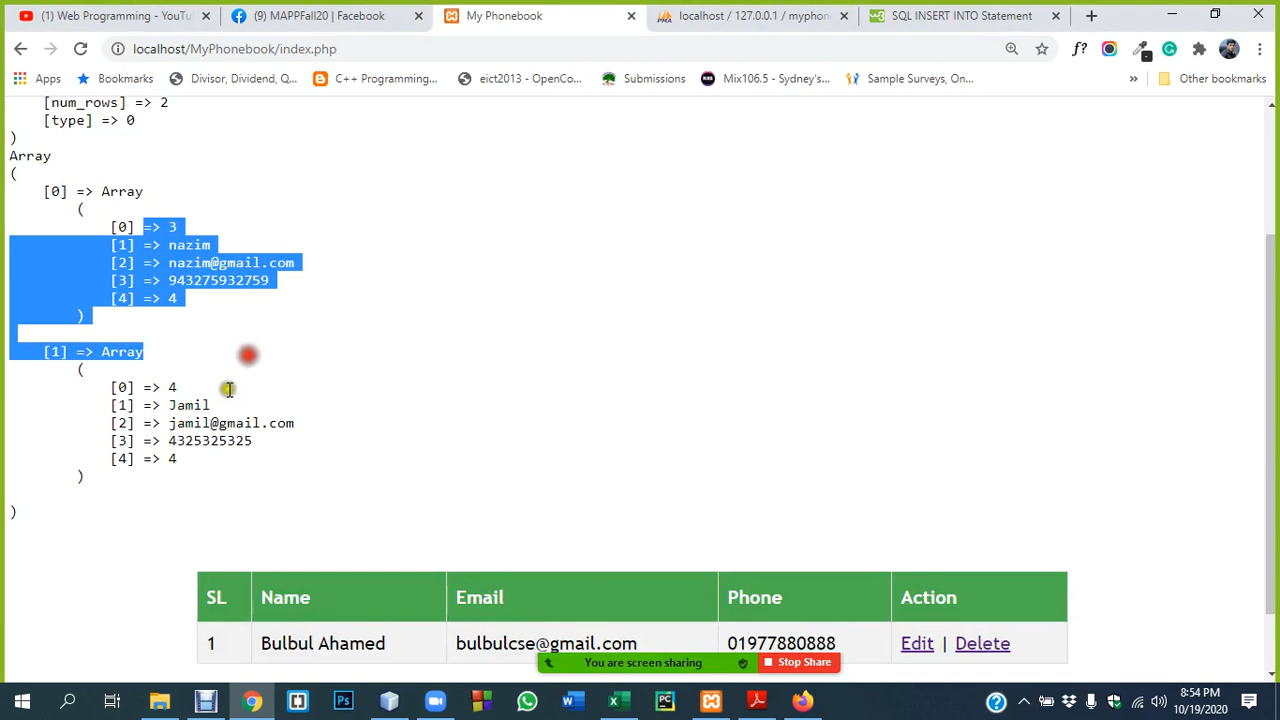 (1) Web Programming - YouTu
(9) MAPPFall20 | Facebook
My Phonebook
localhost / 127.0.0.1 / myphon
SQL INSERT INTO Statement
localhost/MyPhonebook/index.php
f?
Apps
Bookmarks
Divisor, Dividend, Q...
C++ Programming...
eict2013 - OpenCo...
Submissions
Mix106.5 - Sydney's...
Sample Surveys, On...
»
Other bookmarks
[num_rows] => 2
[type] => 0
)
Array
(
[0] => Array
(
[0] => 3
[1] => nazim
[2] => nazim@gmail.com
[3] => 943275932759
[4] => 4
)
[1] => Array
(
[0] => 4
[1] => Jamil
[2] => jamil@gmail.com
[3] => 4325325325
[4] => 4
)
)
SL Name Email Phone Action
1 Bulbul Ahamed bulbulcse@gmail.com 01977880888 Edit | Delete
You are screen sharing Stop Share
8:54 PM
10/19/2020